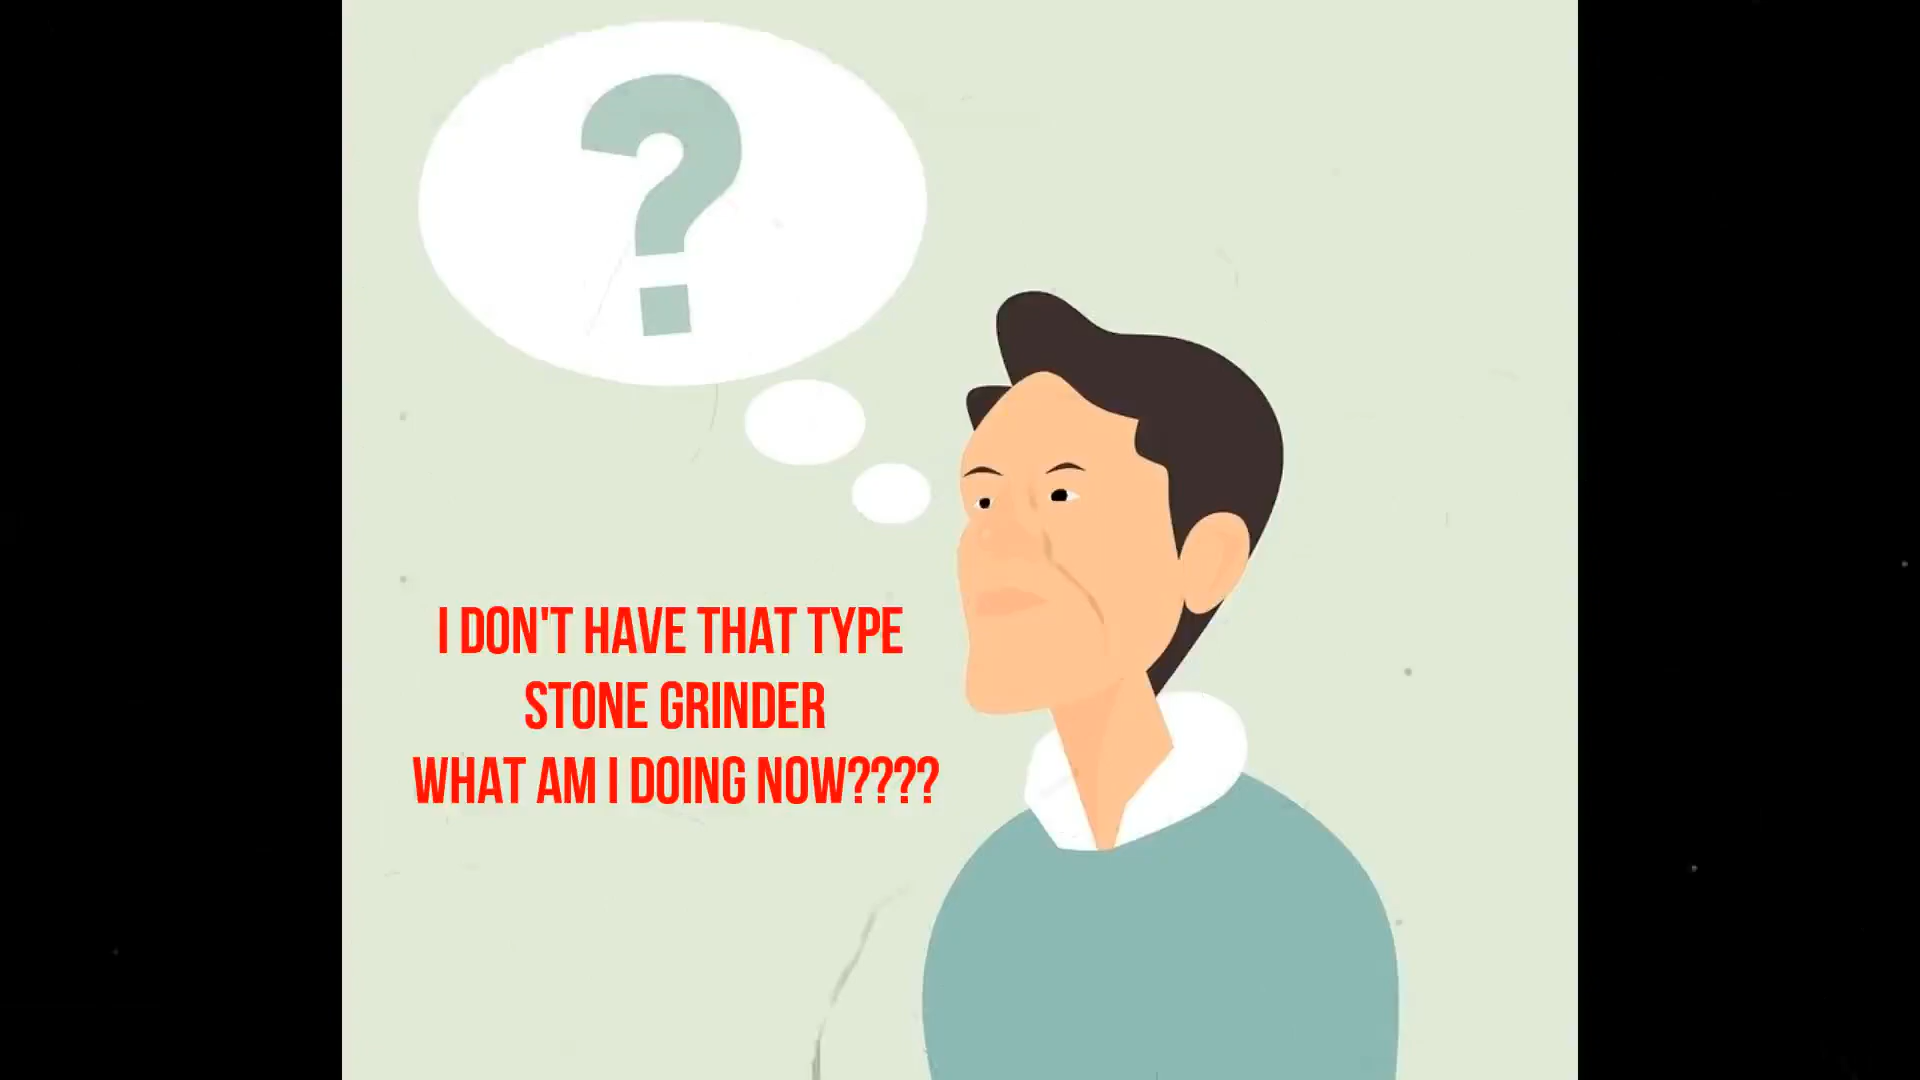 ?
I DON'T HAVE THAT TYPE
STONE GRINDER
WHAT AM I DOING NOW????